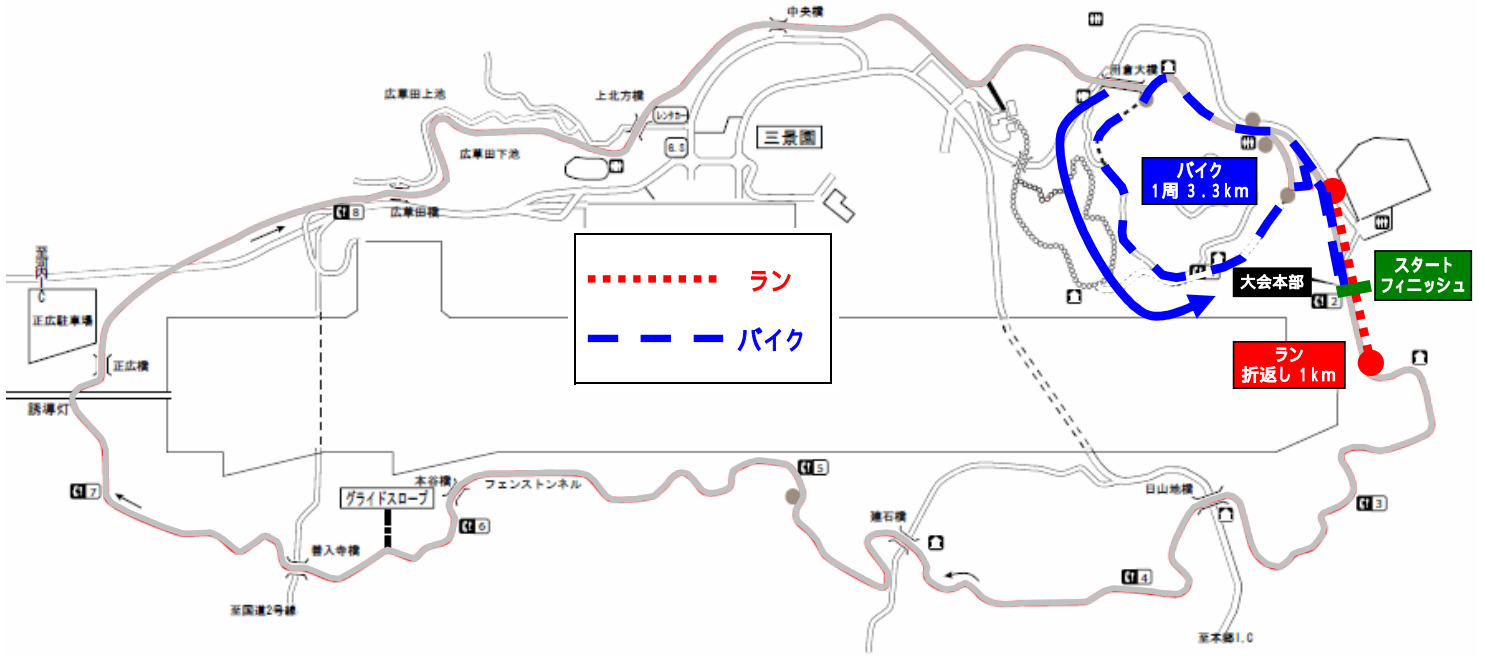 中央橋
用倉大橋
広草田上池
上北方橋
レンタカー
広草田下池
G.S
三景園
バイク
1周 3.3km
8
広草田橋
至河内
C
正広駐車場
正広橋
誘導灯
ラン
バイク
大会本部
2
スタート
フィニッシュ
ラン
折返し 1km
本谷橋
フェンストンネル
グライドスロープ
5
7
6
3
日山地橋
建石橋
善入寺橋
4
至国道2号線
至本郷I.C